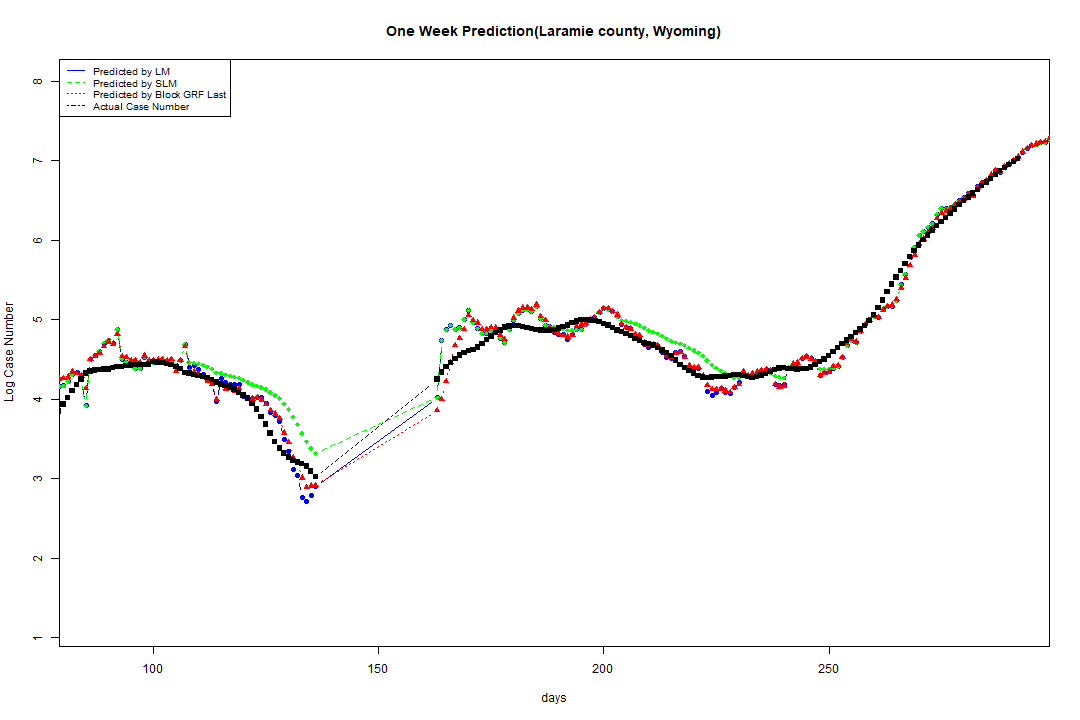 One Week Prediction(Laramie county, Wyoming)
Predicted by LM
Predicted by SLM
Predicted by Block GRF Last
Actual Case Number
Log Case Number
8
7
6
5
4
3
2
1
100 150 200 250
days